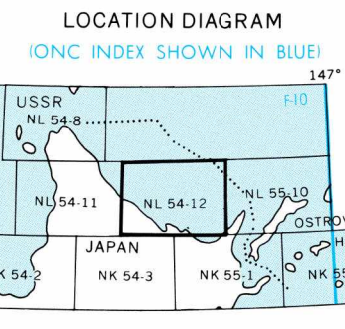 LOCATION DIAGRAM
(ONC INDEX SHOWN IN BLUE)
147°
USSR
F-10
NL 54-8
NL 54-11
NL 54-12
NL 55-10
OSTROV
JAPAN
H
K 54-2
NK 54-3
NK 55-1
NK 55